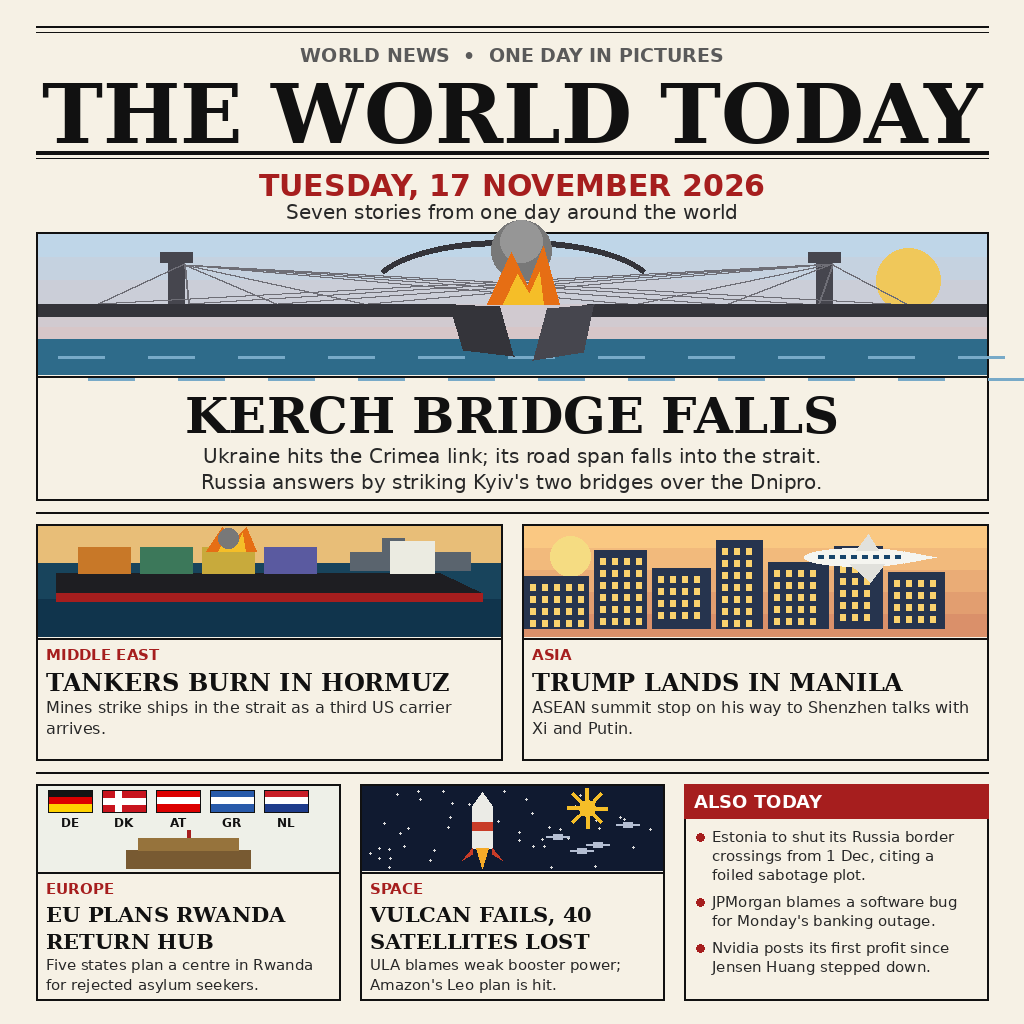 WORLD NEWS • ONE DAY IN PICTURES
THE WORLD TODAY
TUESDAY, 17 NOVEMBER 2026
Seven stories from one day around the world
KERCH BRIDGE FALLS
Ukraine hits the Crimea link; its road span falls into the strait.
Russia answers by striking Kyiv's two bridges over the Dnipro.
MIDDLE EAST
TANKERS BURN IN HORMUZ
Mines strike ships in the strait as a third US carrier
arrives.
ASIA
TRUMP LANDS IN MANILA
ASEAN summit stop on his way to Shenzhen talks with
Xi and Putin.
DE DK AT GR NL
EUROPE
EU PLANS RWANDA
RETURN HUB
Five states plan a centre in Rwanda
for rejected asylum seekers.
SPACE
VULCAN FAILS, 40
SATELLITES LOST
ULA blames weak booster power;
Amazon's Leo plan is hit.
ALSO TODAY
Estonia to shut its Russia border
crossings from 1 Dec, citing a
foiled sabotage plot.
JPMorgan blames a software bug
for Monday's banking outage.
Nvidia posts its first profit since
Jensen Huang stepped down.